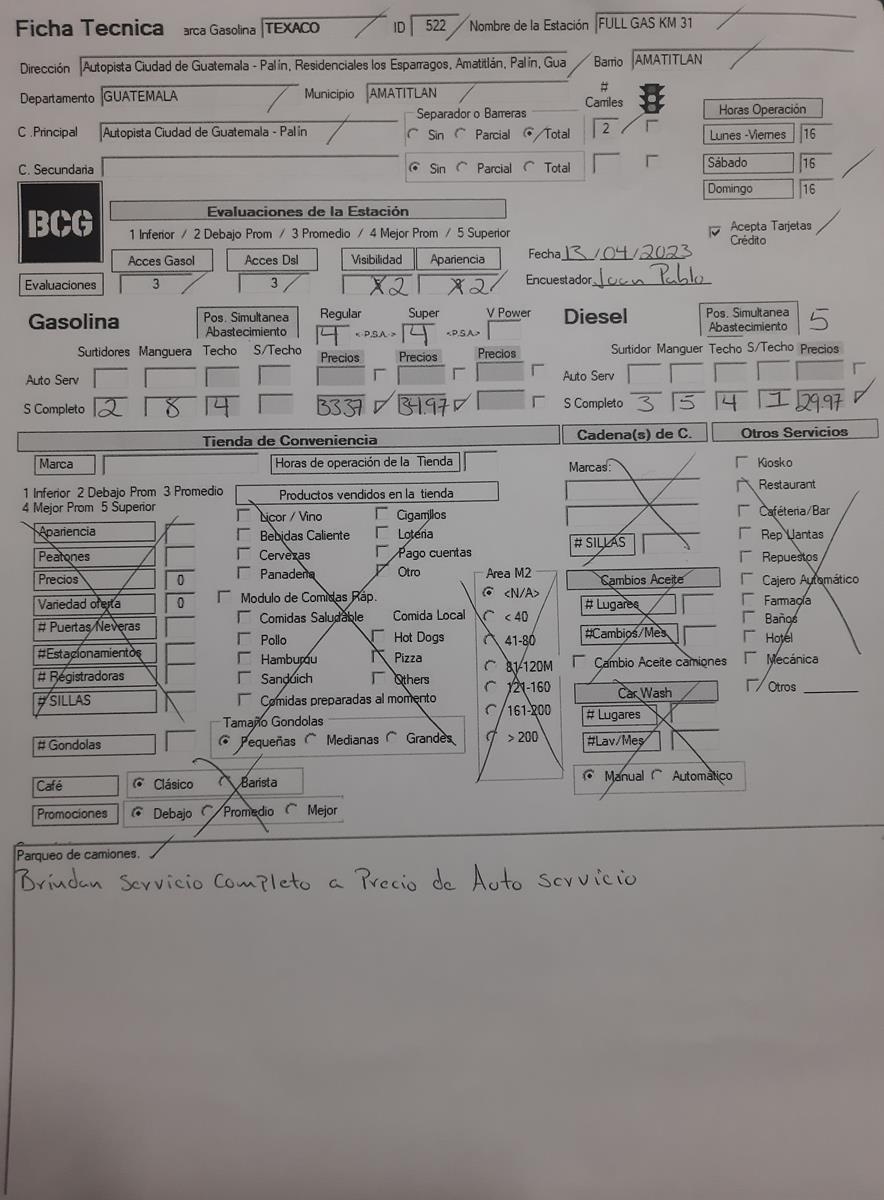 Ficha Tecnica arca Gasolina TEXACO ID 522 Nombre de la Estación FULL GAS KM 31
Dirección Autopista Ciudad de Guatemala - Palín, Residenciales los Esparragos, Amatitlán, Palín, Gua Barrio AMATITLAN
Departamento GUATEMALA Municipio AMATITLAN # Carriles
C .Principal Autopista Ciudad de Guatemala - Palín Separador o Barreras Sin Parcial Total 2
C. Secundaria Sin Parcial Total
Horas Operación
Lunes -Viernes 16
Sábado 16
Domingo 16
BCG
Evaluaciones de la Estación
1 Inferior / 2 Debajo Prom / 3 Promedio / 4 Mejor Prom / 5 Superior
Acepta Tarjetas Crédito
Acces Gasol Acces Dsl Visibilidad Apariencia
Fecha 13/04/2023
Evaluaciones 3 3 2 2
Encuestador Juan Pablo
Gasolina Pos. Simultanea Abastecimiento Regular 4 <-P.S.A.-> Super 4 <-P.S.A-> V Power
Surtidores Manguera Techo S/Techo Precios Precios Precios
Auto Serv
S Completo 2 8 4 33.37 34.97
Diesel Pos. Simultanea Abastecimiento 5
Surtidor Manguer Techo S/Techo Precios
Auto Serv
S Completo 3 5 4 1 29.97
Tienda de Conveniencia
Marca Horas de operación de la Tienda
1 Inferior 2 Debajo Prom 3 Promedio
4 Mejor Prom 5 Superior
Apariencia
Peatones
Precios 0
Variedad oferta 0
# Puertas Neveras
#Estacionamientos
# Registradoras
# SILLAS
# Gondolas
Productos vendidos en la tienda
Licor / Vino Cigarrillos
Bebidas Caliente Loteria
Cervezas Pago cuentas
Panaderia Otro
Modulo de Comidas Ráp.
Comidas Saludable Comida Local
Pollo Hot Dogs
Hamburqu Pizza
Sanduich Others
Comidas preparadas al momento
Tamaño Gondolas
Pequeñas Medianas Grandes
Area M2
<N/A>
< 40
41-80
81-120M
121-160
161-200
> 200
Café Clásico Barista
Promociones Debajo Promedio Mejor
Cadena(s) de C.
Marcas:
# SILLAS
Cambios Aceite
# Lugares
#Cambios/Mes
Cambio Aceite camiones
Car Wash
# Lugares
#Lav/Mes
Manual Automático
Otros Servicios
Kiosko
Restaurant
Caféteria/Bar
Rep Llantas
Repuestos
Cajero Automático
Farmacia
Baños
Hotel
Mecánica
Otros
Parqueo de camiones.
Brindan Servicio Completo a Precio de Auto servicio